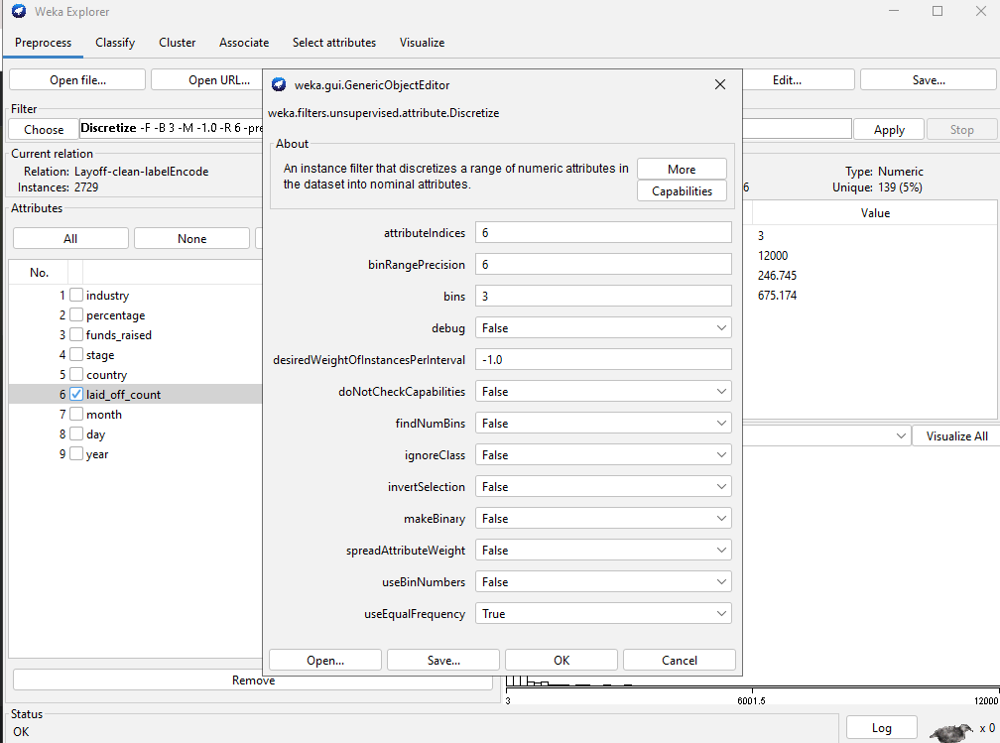 Weka Explorer
Preprocess Classify Cluster Associate Select attributes Visualize
Open file... Open URL... Edit... Save...
weka.gui.GenericObjectEditor
Filter
weka.filters.unsupervised.attribute.Discretize
Choose Discretize -F -B 3 -M -1.0 -R 6 -pre Apply Stop
About
Current relation
Relation: Layoff-clean-labelEncode
Instances: 2729
An instance filter that discretizes a range of numeric attributes in
the dataset into nominal attributes.
More
Capabilities
Type: Numeric
6 Unique: 139 (5%)
Attributes
All None
Value
No.
3
12000
246.745
675.174
1 industry
2 percentage
3 funds_raised
4 stage
5 country
6 laid_off_count
7 month
8 day
9 year
attributeIndices 6
binRangePrecision 6
bins 3
debug False
desiredWeightOfInstancesPerInterval -1.0
doNotCheckCapabilities False
findNumBins False
ignoreClass False
invertSelection False
makeBinary False
spreadAttributeWeight False
useBinNumbers False
useEqualFrequency True
Open... Save... OK Cancel
Visualize All
Remove
3 6001.5 12000
Status
OK
Log x 0